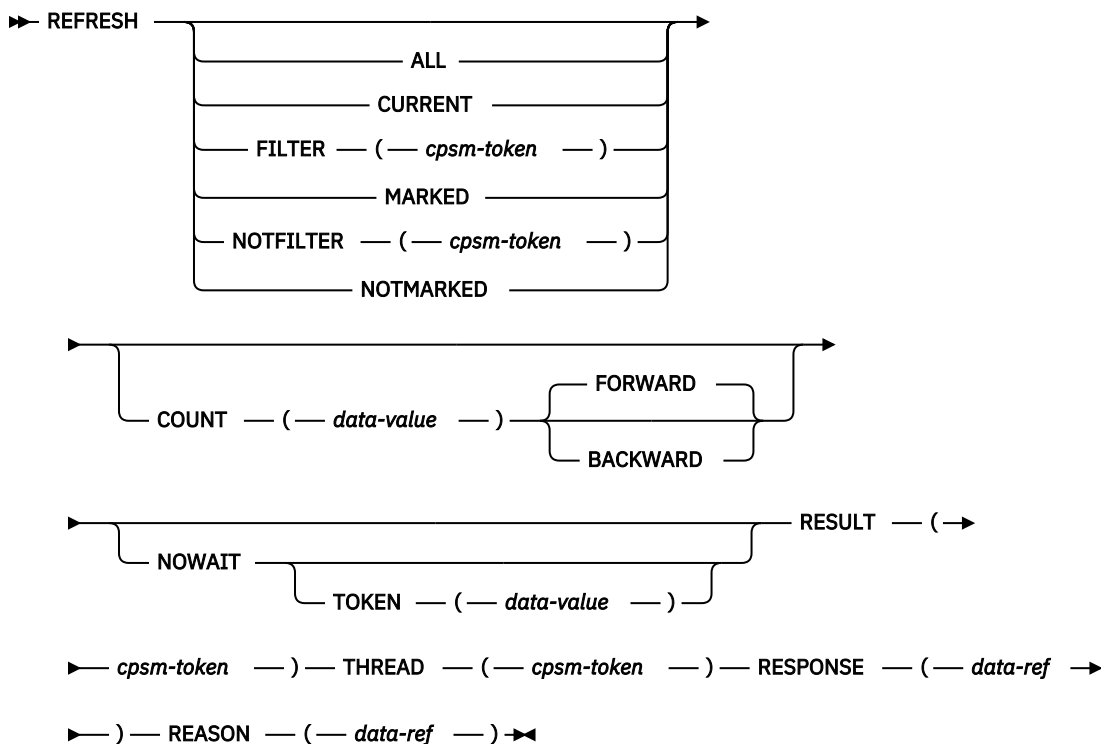 REFRESH
ALL
CURRENT
FILTER ( cpsm-token )
MARKED
NOTFILTER ( cpsm-token )
NOTMARKED
FORWARD
COUNT ( data-value )
BACKWARD
RESULT (
NOWAIT
TOKEN ( data-value )
cpsm-token ) THREAD ( cpsm-token ) RESPONSE ( data-ref
) REASON ( data-ref )